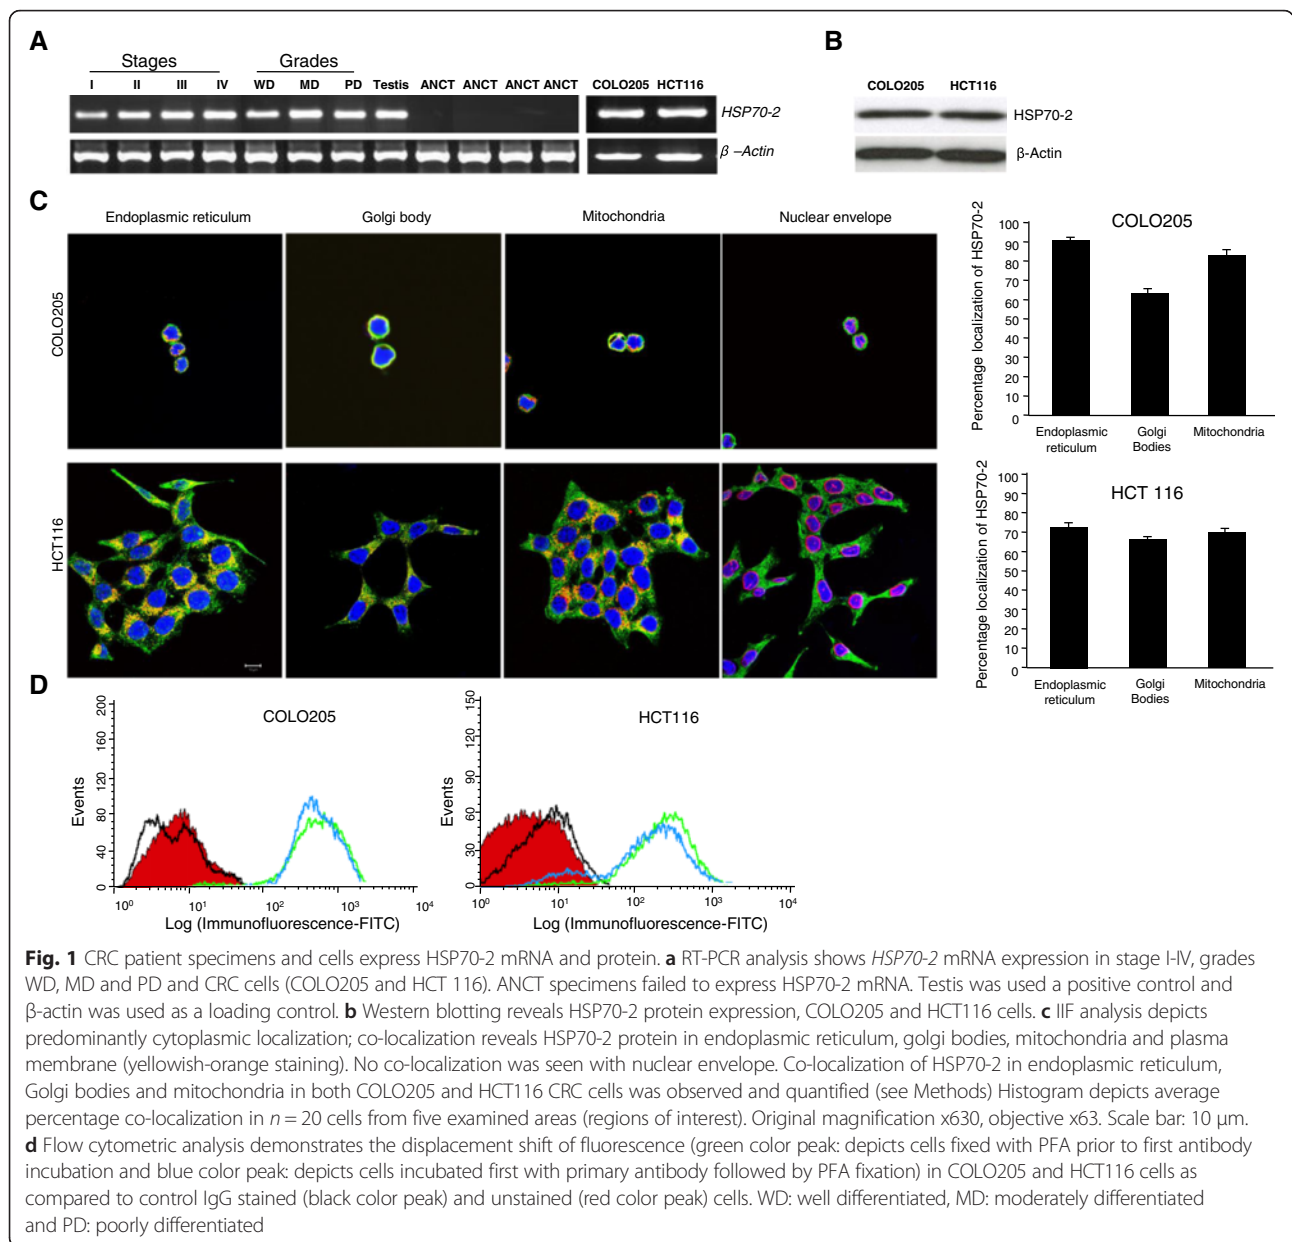 A
Stages
Grades
I II III IV WD MD PD Testis ANCT ANCT ANCT ANCT COLO205 HCT116
HSP70-2
β –Actin
B
COLO205 HCT116
HSP70-2
β-Actin
C
Endoplasmic reticulum Golgi body Mitochondria Nuclear envelope
COLO205
HCT116
Percentage localization of HSP70-2
COLO205
100
90
80
70
60
50
40
30
20
10
0
Endoplasmic reticulum
Golgi Bodies
Mitochondria
Percentage localization of HSP70-2
HCT 116
100
90
80
70
60
50
40
30
20
10
0
Endoplasmic reticulum
Golgi Bodies
Mitochondria
D
COLO205
Events
200
160
120
80
40
0
10⁰ 10¹ 10² 10³ 10⁴
Log (Immunofluorescence-FITC)
HCT116
Events
150
120
90
60
30
0
10⁰ 10¹ 10² 10³ 10⁴
Log (Immunofluorescence-FITC)
Fig. 1 CRC patient specimens and cells express HSP70-2 mRNA and protein. a RT-PCR analysis shows HSP70-2 mRNA expression in stage I-IV, grades
WD, MD and PD and CRC cells (COLO205 and HCT 116). ANCT specimens failed to express HSP70-2 mRNA. Testis was used a positive control and
β-actin was used as a loading control. b Western blotting reveals HSP70-2 protein expression, COLO205 and HCT116 cells. c IIF analysis depicts
predominantly cytoplasmic localization; co-localization reveals HSP70-2 protein in endoplasmic reticulum, golgi bodies, mitochondria and plasma
membrane (yellowish-orange staining). No co-localization was seen with nuclear envelope. Co-localization of HSP70-2 in endoplasmic reticulum,
Golgi bodies and mitochondria in both COLO205 and HCT116 CRC cells was observed and quantified (see Methods) Histogram depicts average
percentage co-localization in n = 20 cells from five examined areas (regions of interest). Original magnification x630, objective x63. Scale bar: 10 μm.
d Flow cytometric analysis demonstrates the displacement shift of fluorescence (green color peak: depicts cells fixed with PFA prior to first antibody
incubation and blue color peak: depicts cells incubated first with primary antibody followed by PFA fixation) in COLO205 and HCT116 cells as
compared to control IgG stained (black color peak) and unstained (red color peak) cells. WD: well differentiated, MD: moderately differentiated
and PD: poorly differentiated